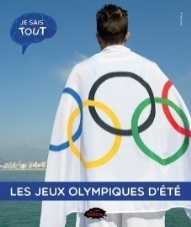 JE SAIS
TOUT
LES JEUX OLYMPIQUES D'ÉTÉ